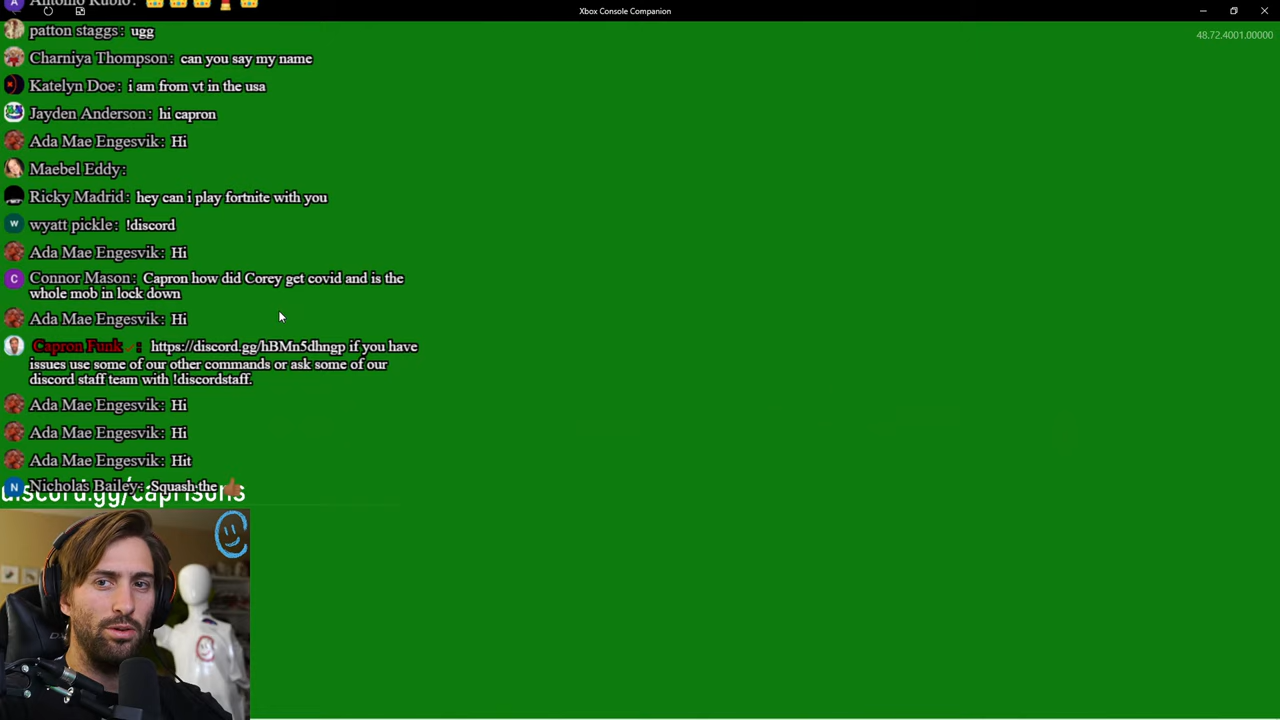 Antonio Rubio:
Xbox Console Companion
patton staggs: ugg
48.72.4001.00000
Charniya Thompson: can you say my name
Katelyn Doe: i am from vt in the usa
Jayden Anderson: hi capron
Ada Mae Engesvik: Hi
Maebel Eddy:
Ricky Madrid: hey can i play fortnite with you
W wyatt pickle: !discord
Ada Mae Engesvik: Hi
C Connor Mason: Capron how did Corey get covid and is the
whole mob in lock down
Ada Mae Engesvik: Hi
Capron Funk: https://discord.gg/hBMn5dhngp if you have
issues use some of our other commands or ask some of our
discord staff team with !discordstaff.
Ada Mae Engesvik: Hi
Ada Mae Engesvik: Hi
Ada Mae Engesvik: Hit
N Nicholas Bailey: Squash the
discord.gg/caprisons